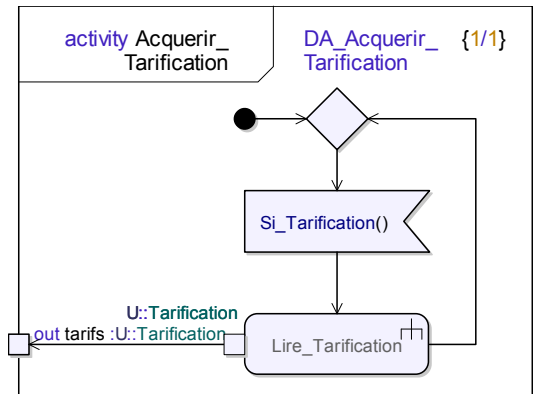 activity Acquerir_
Tarification
DA_Acquerir_ {1/1}
Tarification
Si_Tarification()
U::Tarification
out tarifs :U::Tarification
Lire_Tarification